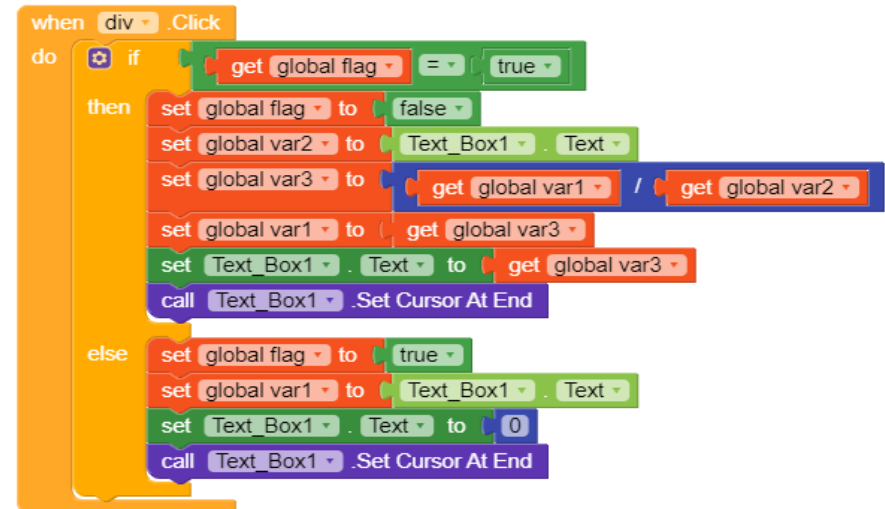 when div .Click
do if get global flag = true
then set global flag to false
set global var2 to Text_Box1 . Text
set global var3 to get global var1 / get global var2
set global var1 to get global var3
set Text_Box1 . Text to get global var3
call Text_Box1 .Set Cursor At End
else set global flag to true
set global var1 to Text_Box1 . Text
set Text_Box1 . Text to 0
call Text_Box1 .Set Cursor At End